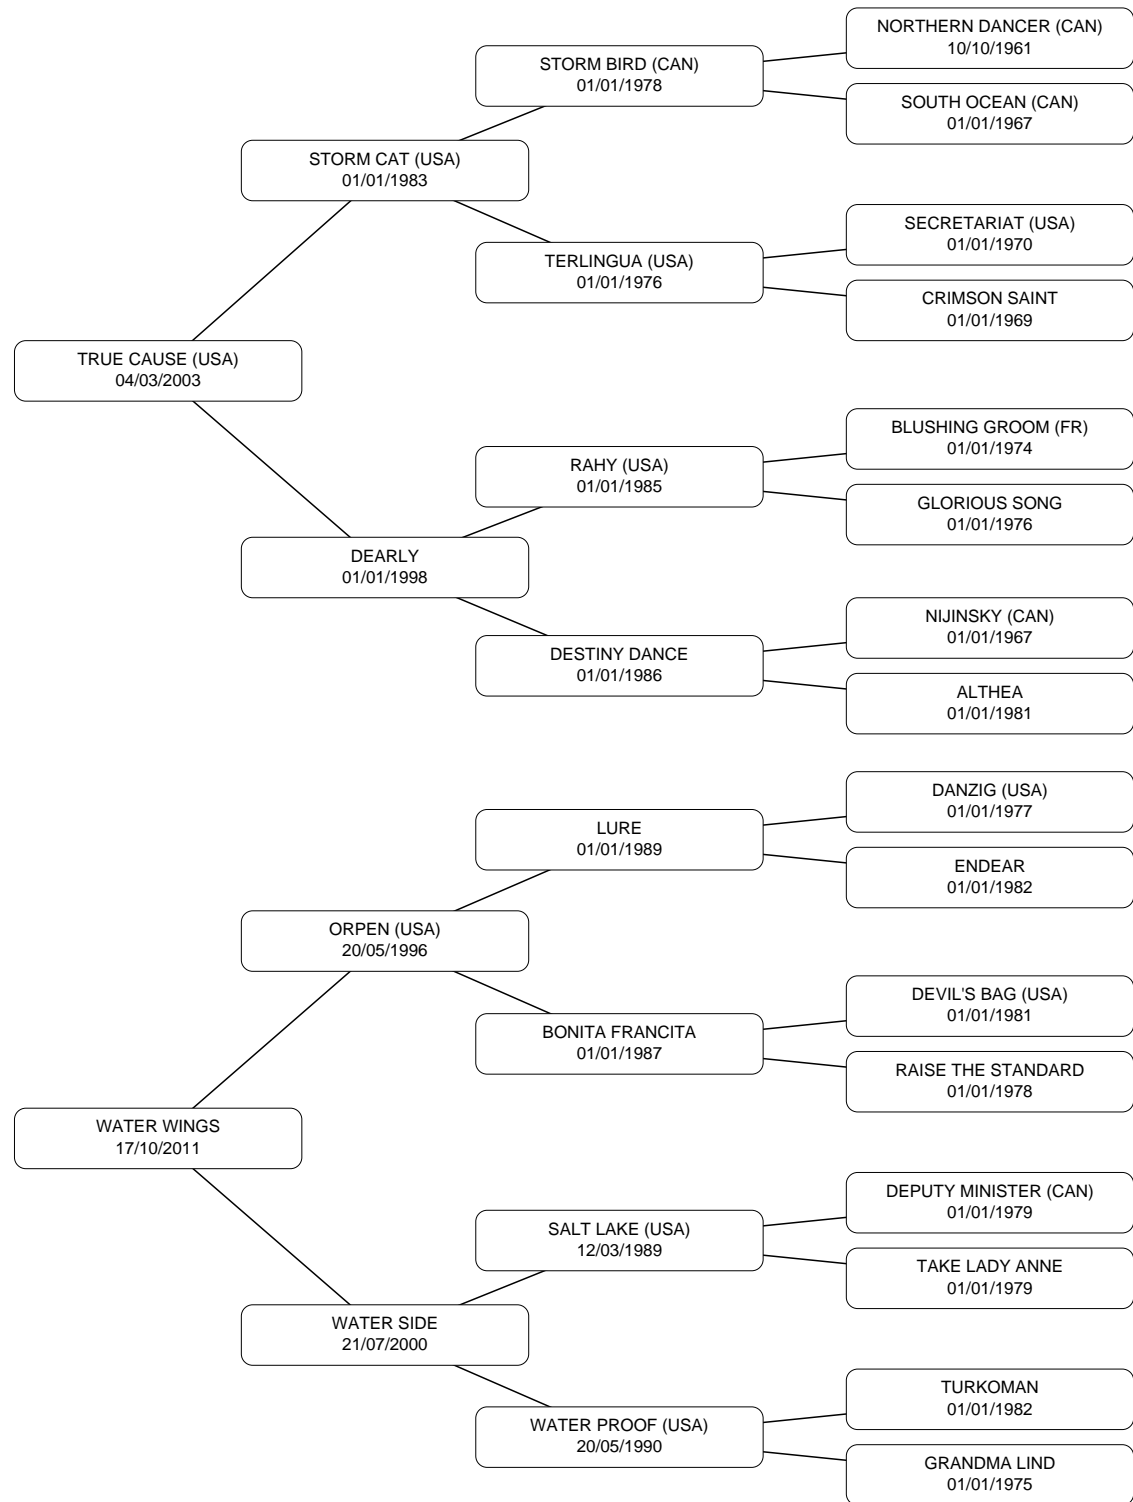 NORTHERN DANCER (CAN)
10/10/1961
STORM BIRD (CAN)
01/01/1978
SOUTH OCEAN (CAN)
01/01/1967
STORM CAT (USA)
01/01/1983
SECRETARIAT (USA)
01/01/1970
TERLINGUA (USA)
01/01/1976
CRIMSON SAINT
01/01/1969
TRUE CAUSE (USA)
04/03/2003
BLUSHING GROOM (FR)
01/01/1974
RAHY (USA)
01/01/1985
GLORIOUS SONG
01/01/1976
DEARLY
01/01/1998
NIJINSKY (CAN)
01/01/1967
DESTINY DANCE
01/01/1986
ALTHEA
01/01/1981
DANZIG (USA)
01/01/1977
LURE
01/01/1989
ENDEAR
01/01/1982
ORPEN (USA)
20/05/1996
DEVIL'S BAG (USA)
01/01/1981
BONITA FRANCITA
01/01/1987
RAISE THE STANDARD
01/01/1978
WATER WINGS
17/10/2011
DEPUTY MINISTER (CAN)
01/01/1979
SALT LAKE (USA)
12/03/1989
TAKE LADY ANNE
01/01/1979
WATER SIDE
21/07/2000
TURKOMAN
01/01/1982
WATER PROOF (USA)
20/05/1990
GRANDMA LIND
01/01/1975